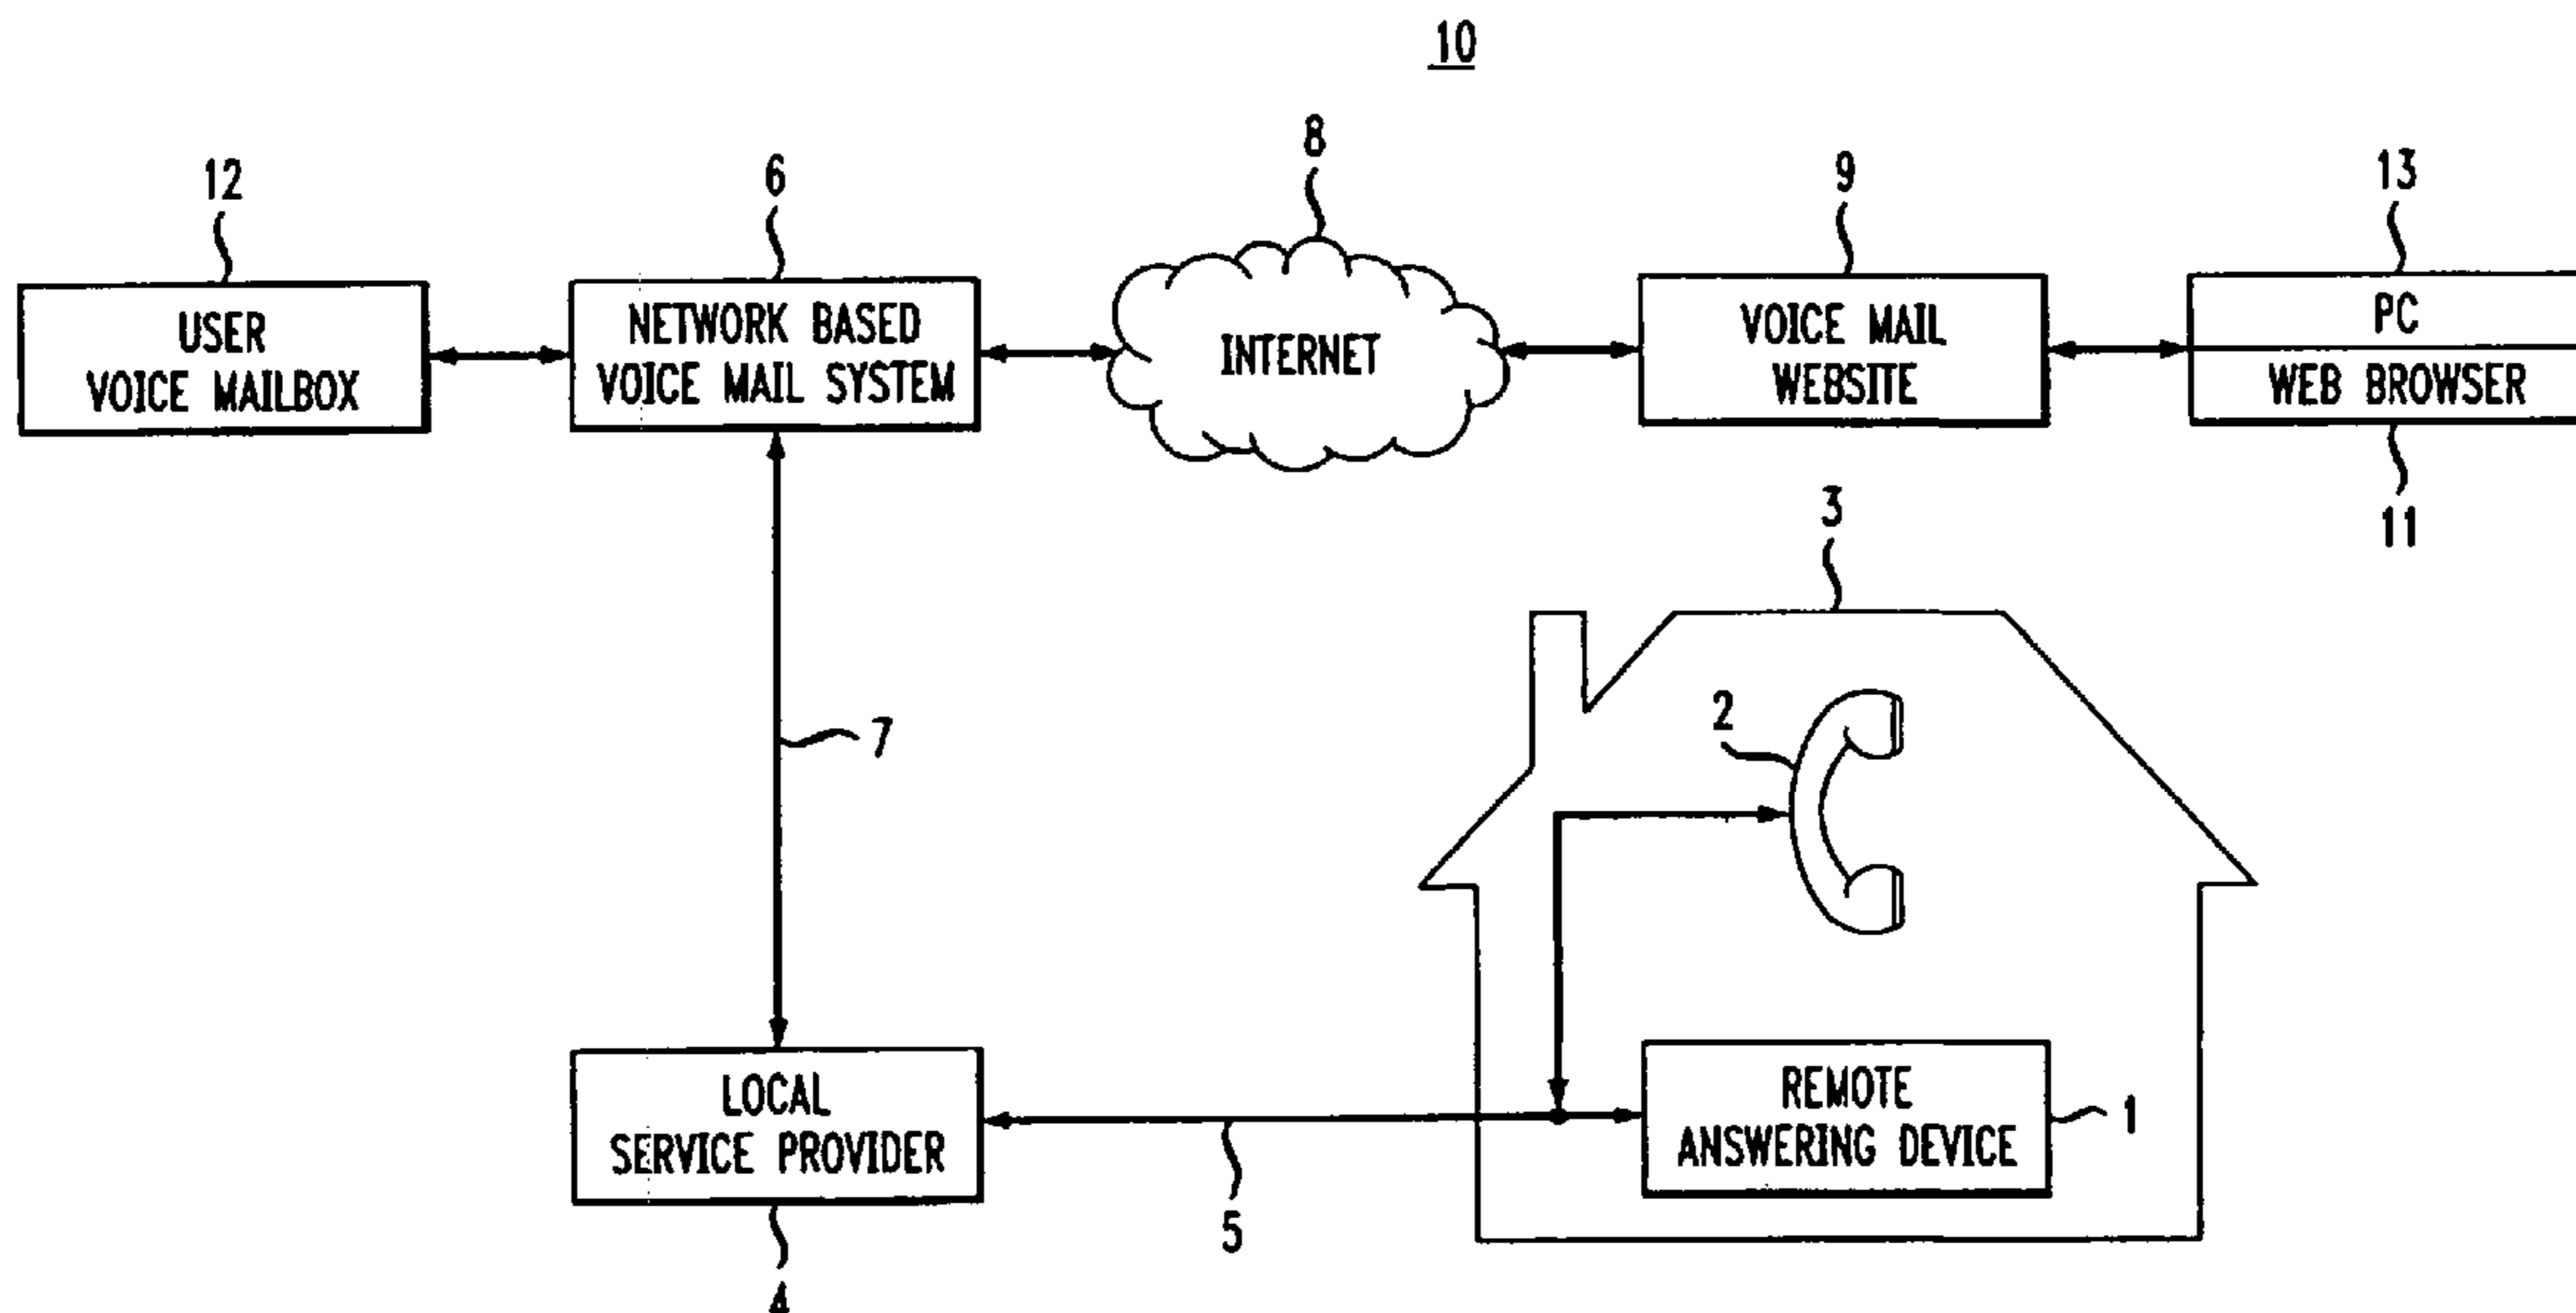 10
12
6
8
9
13
USER
VOICE MAILBOX
NETWORK BASED
VOICE MAIL SYSTEM
INTERNET
VOICE MAIL
WEBSITE
PC
WEB BROWSER
11
3
2
7
LOCAL
SERVICE PROVIDER
REMOTE
ANSWERING DEVICE
1
5
4